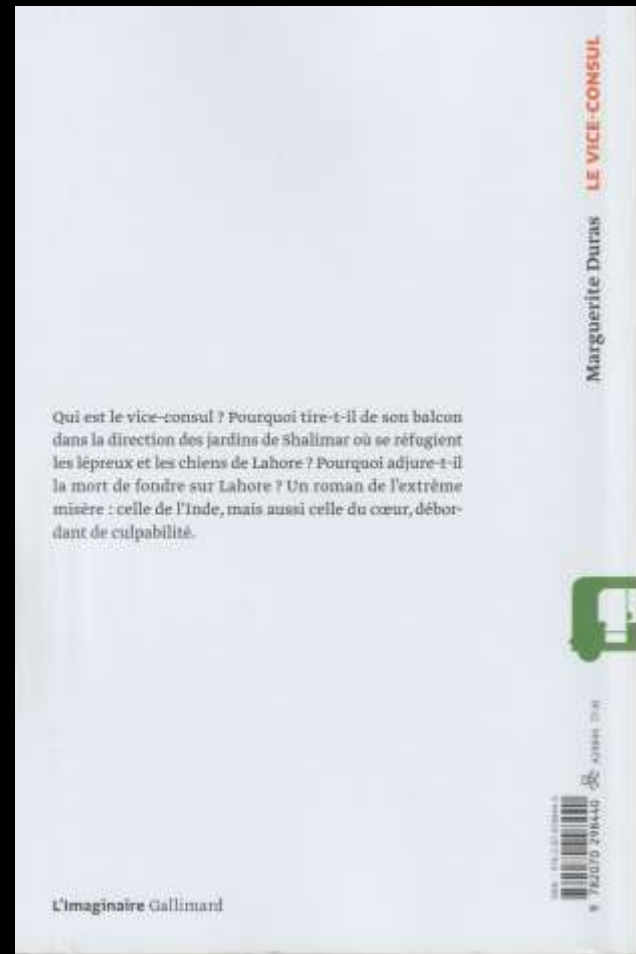 LE VICE-CONSUL
Marguerite Duras
Qui est le vice-consul ? Pourquoi tire-t-il de son balcon
dans la direction des jardins de Shalimar où se réfugient
les lépreux et les chiens de Lahore ? Pourquoi adjure-t-il
la mort de fondre sur Lahore ? Un roman de l'extrême
misère : celle de l'Inde, mais aussi celle du cœur, débor-
dant de culpabilité.
9 782070 298440
L'Imaginaire Gallimard